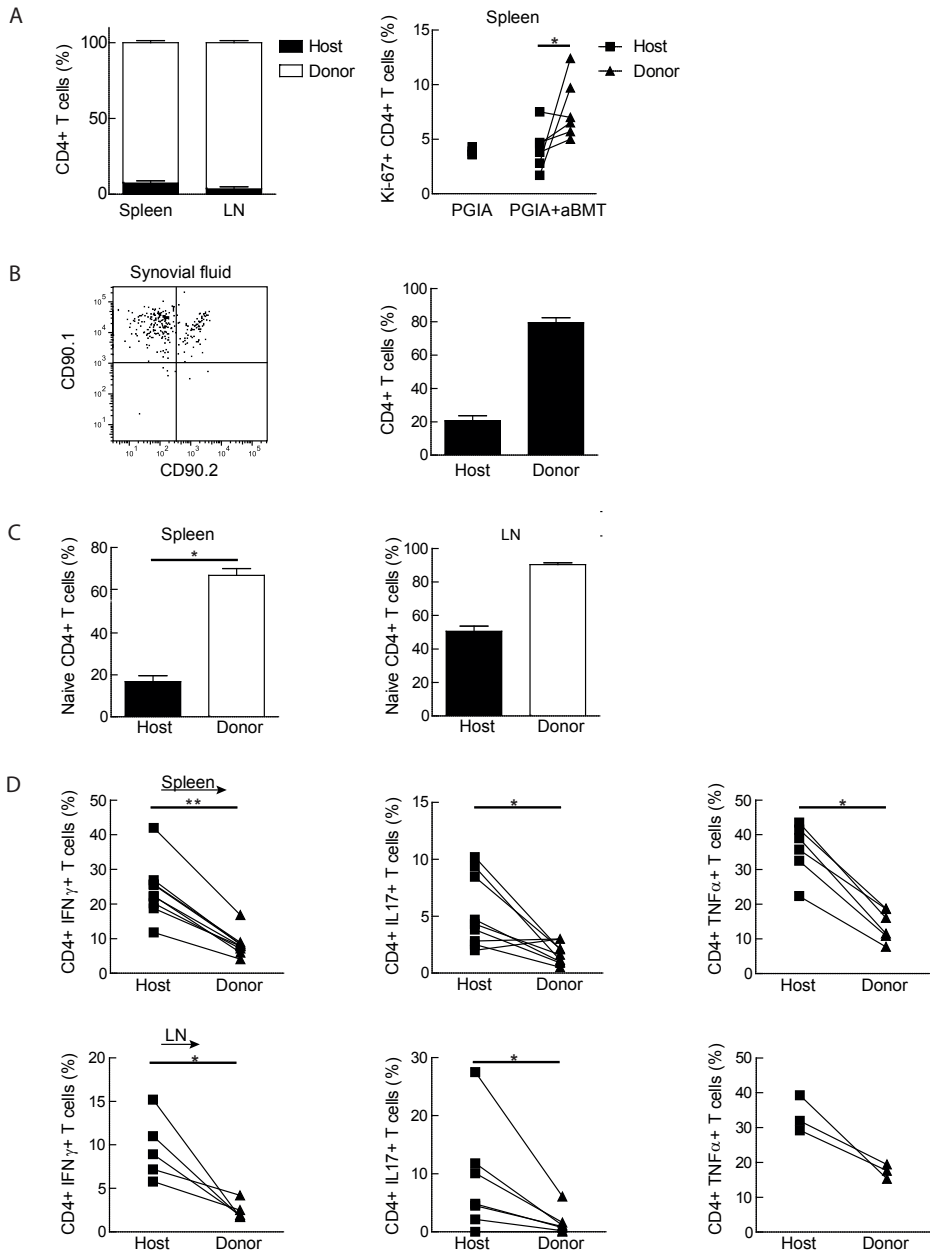 A
CD4+ T cells (%)
100
50
0
Spleen
LN
Host
Donor
Spleen
Ki-67+ CD4+ T cells (%)
15
10
5
0
PGIA
PGIA+aBMT
*
Host
Donor
B
Synovial fluid
CD90.1
10^5
10^4
10^3
10^2
10^1
10^1
10^2
10^3
10^4
10^5
CD90.2
CD4+ T cells (%)
100
80
60
40
20
0
Host
Donor
C
Spleen
Naive CD4+ T cells (%)
80
60
40
20
0
*
Host
Donor
LN
Naive CD4+ T cells (%)
100
80
60
40
20
0
Host
Donor
D
Spleen
**
CD4+ IFNγ+ T cells (%)
50
40
30
20
10
0
Host
Donor
*
CD4+ IL17+ T cells (%)
15
10
5
0
Host
Donor
*
CD4+ TNFα+ T cells (%)
50
40
30
20
10
0
Host
Donor
LN
*
CD4+ IFNγ+ T cells (%)
20
15
10
5
0
Host
Donor
*
CD4+ IL17+ T cells (%)
30
20
10
0
Host
Donor
CD4+ TNFα+ T cells (%)
50
40
30
20
10
0
Host
Donor